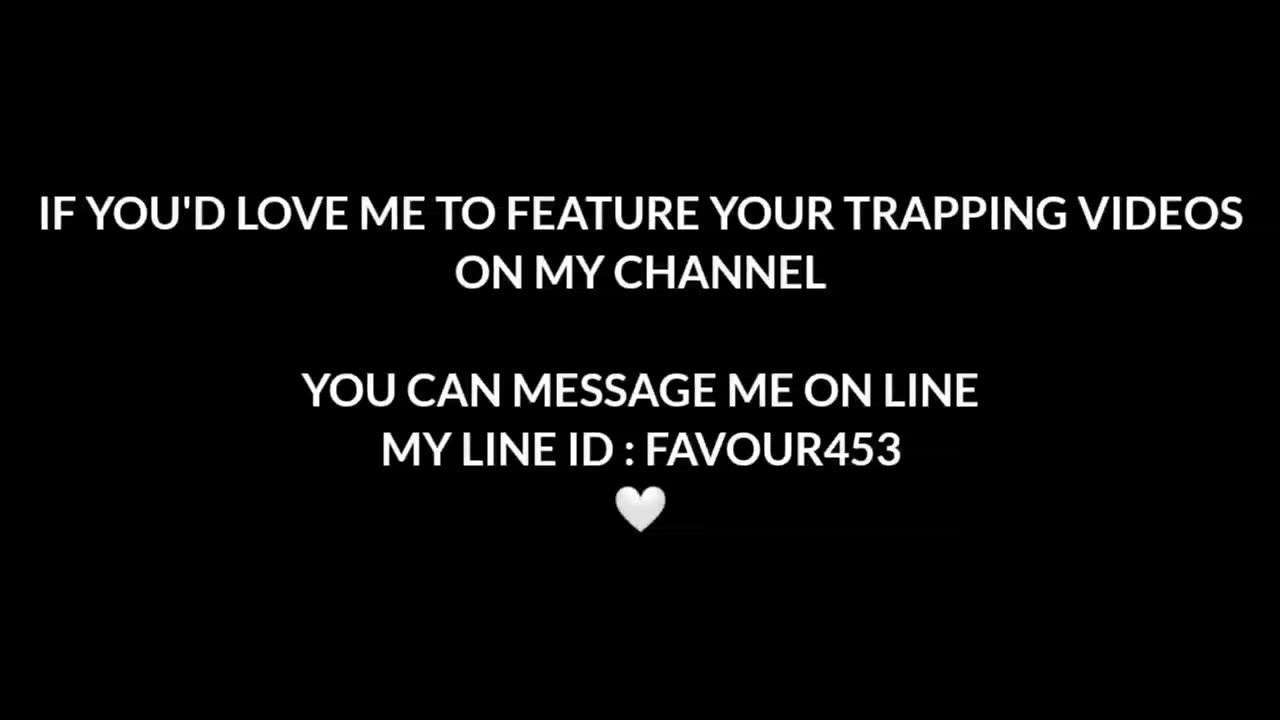 IF YOU'D LOVE ME TO FEATURE YOUR TRAPPING VIDEOS
ON MY CHANNEL
YOU CAN MESSAGE ME ON LINE
MY LINE ID : FAVOUR453
🤍